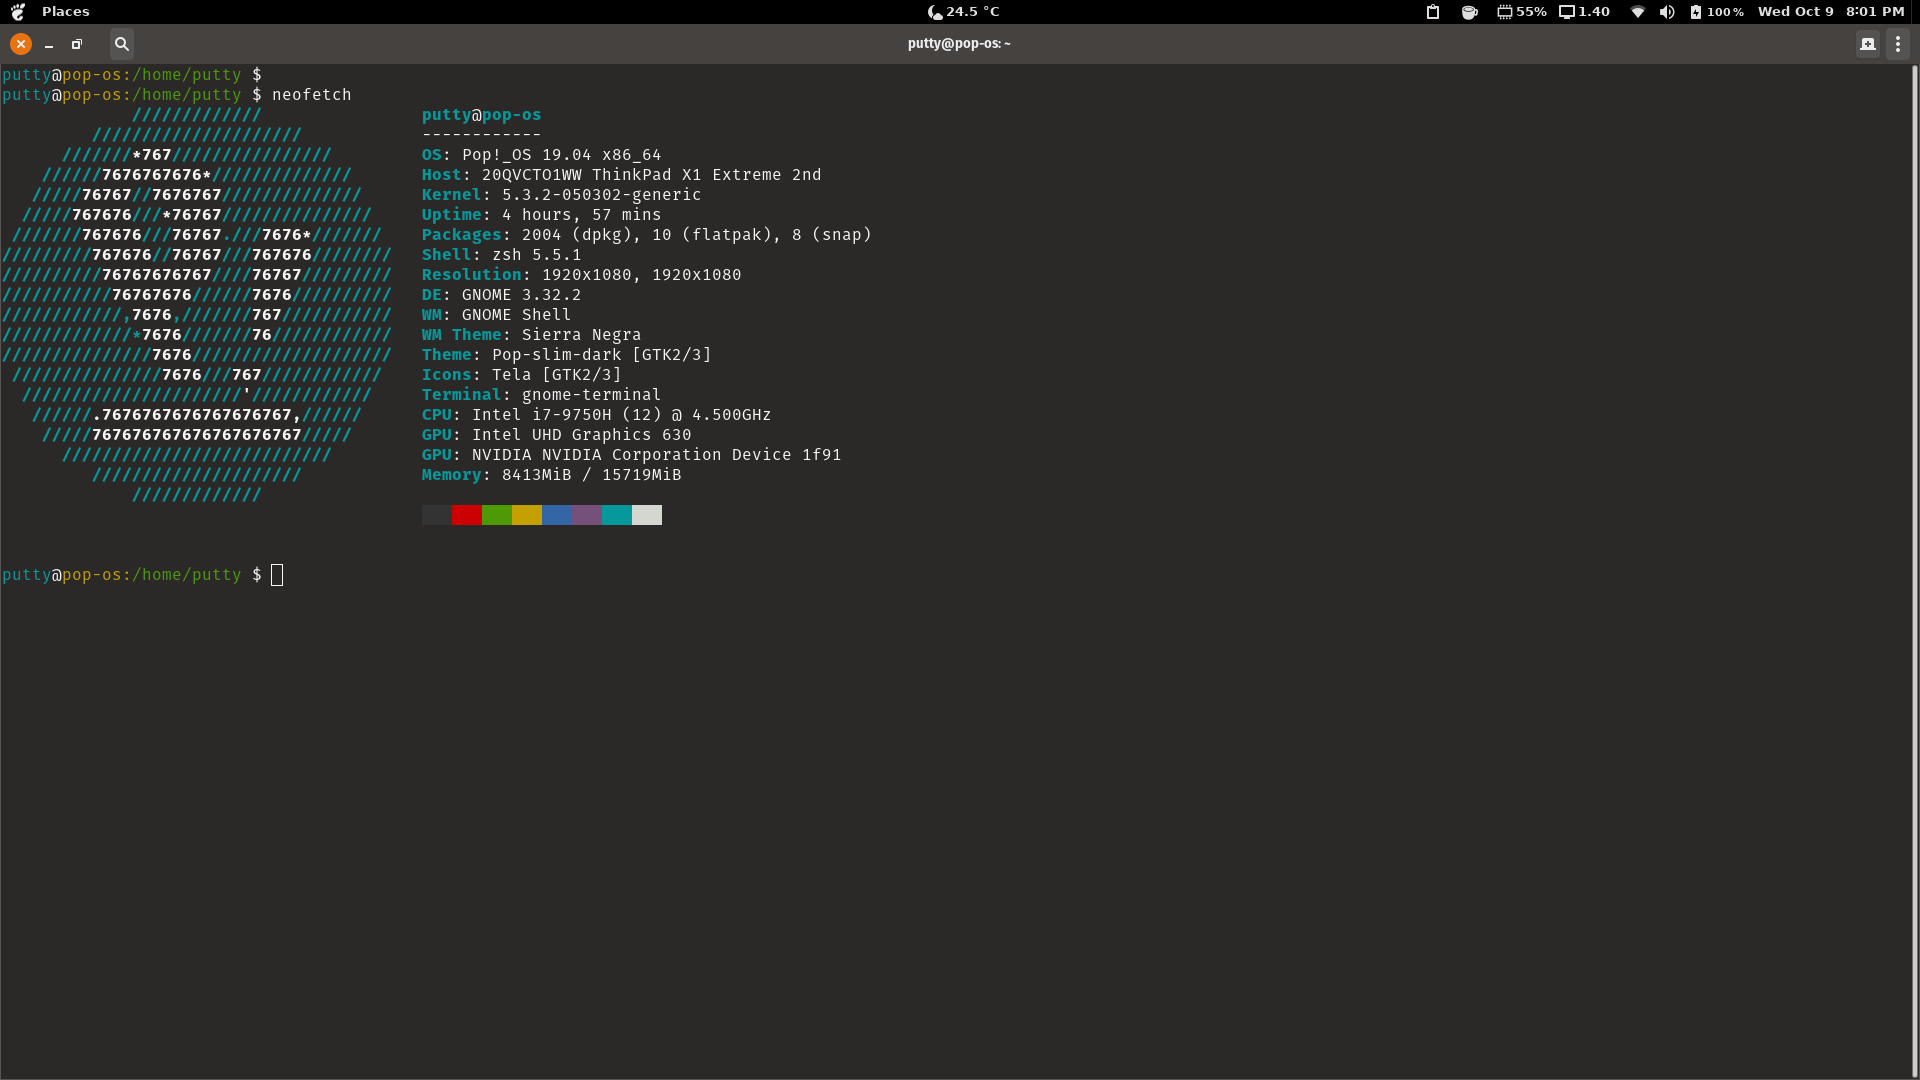 Places 24.5 °C 55% 1.40 100 % Wed Oct 9 8:01 PM
putty@pop-os: ~
putty@pop-os:/home/putty $
putty@pop-os:/home/putty $ neofetch
///////////// putty@pop-os
///////////////////// ------------
///////*767//////////////// OS: Pop!_OS 19.04 x86_64
//////7676767676*////////////// Host: 20QVCTO1WW ThinkPad X1 Extreme 2nd
/////76767//7676767////////////// Kernel: 5.3.2-050302-generic
/////767676///*76767/////////////// Uptime: 4 hours, 57 mins
///////767676///76767.///7676*/////// Packages: 2004 (dpkg), 10 (flatpak), 8 (snap)
/////////767676//76767///767676//////// Shell: zsh 5.5.1
//////////76767676767////76767///////// Resolution: 1920x1080, 1920x1080
///////////76767676//////7676////////// DE: GNOME 3.32.2
////////////,7676,///////767/////////// WM: GNOME Shell
/////////////*7676///////76//////////// WM Theme: Sierra Negra
///////////////7676//////////////////// Theme: Pop-slim-dark [GTK2/3]
///////////////7676///767//////////// Icons: Tela [GTK2/3]
//////////////////////'//////////// Terminal: gnome-terminal
//////.7676767676767676767,////// CPU: Intel i7-9750H (12) @ 4.500GHz
/////767676767676767676767///// GPU: Intel UHD Graphics 630
/////////////////////////// GPU: NVIDIA NVIDIA Corporation Device 1f91
///////////////////// Memory: 8413MiB / 15719MiB
/////////////
putty@pop-os:/home/putty $